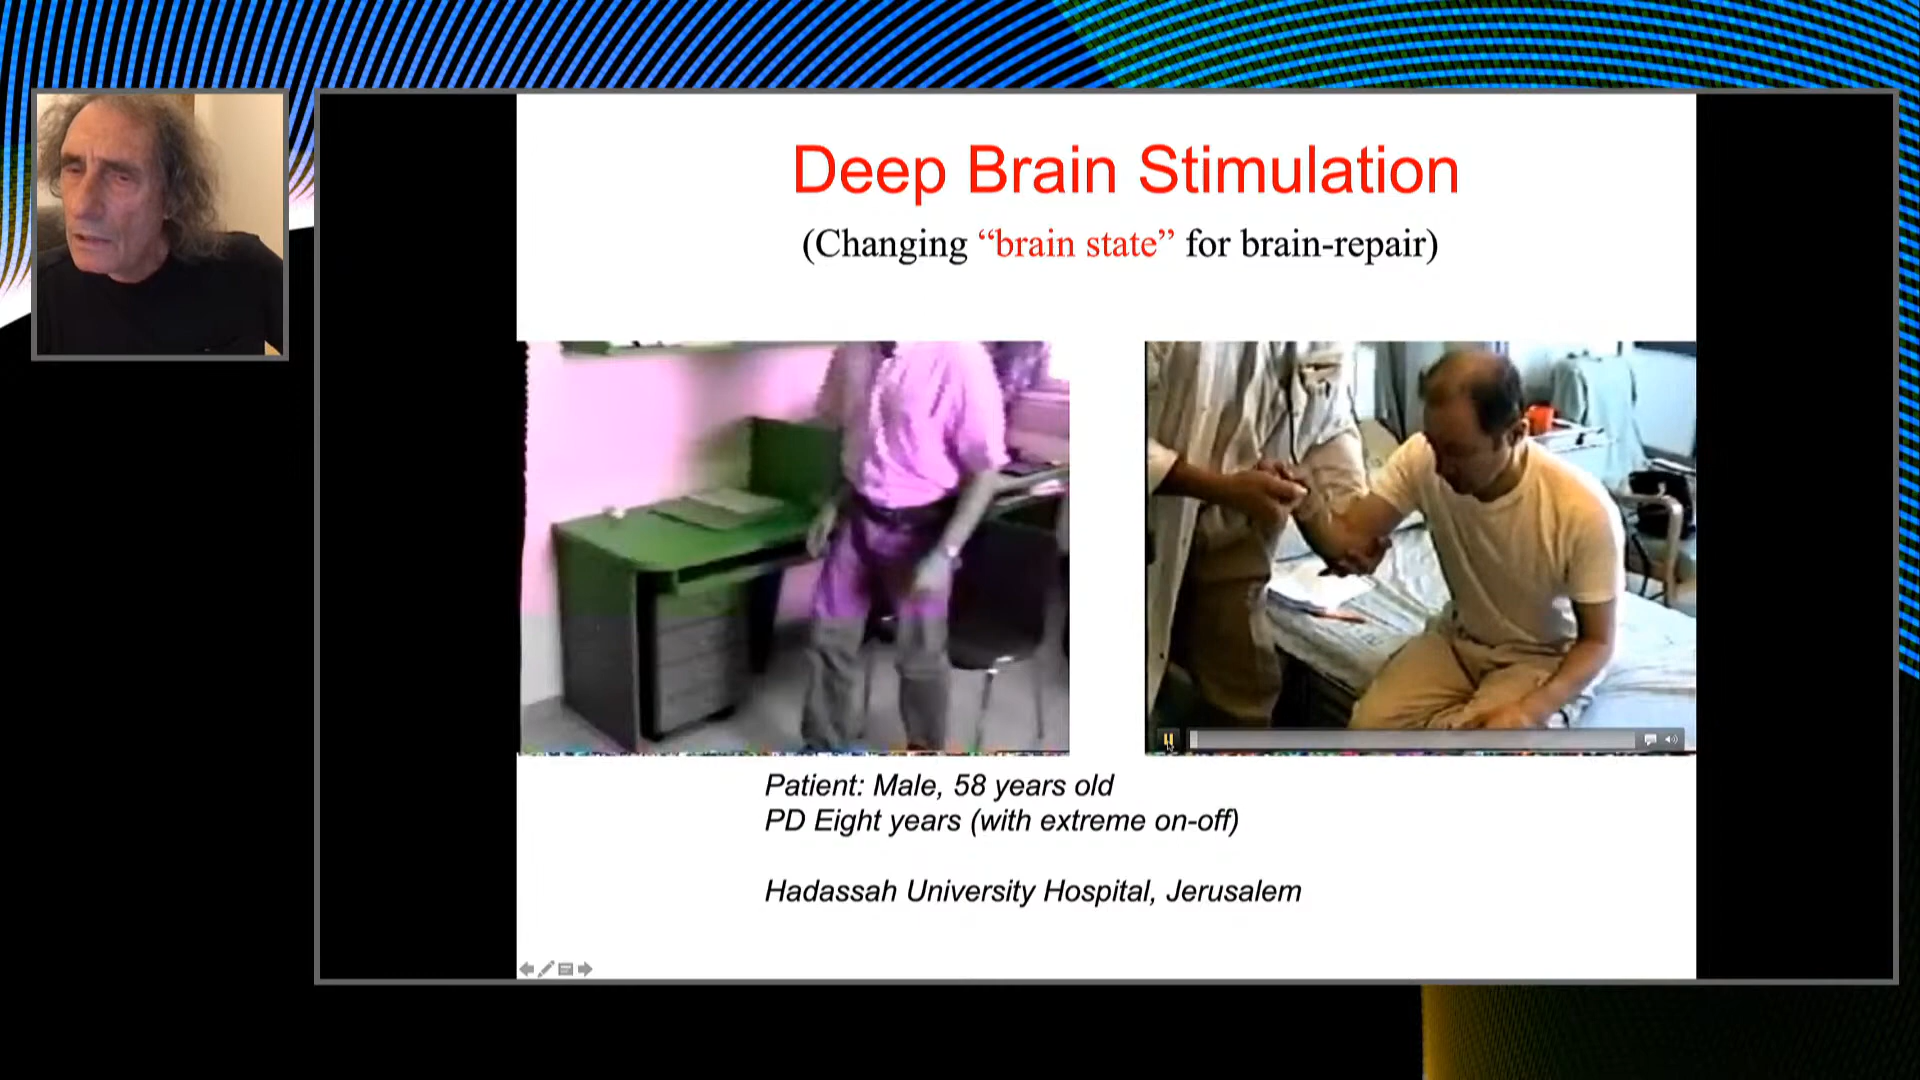 Deep Brain Stimulation
(Changing “brain state” for brain-repair)
Patient: Male, 58 years old
PD Eight years (with extreme on-off)
Hadassah University Hospital, Jerusalem